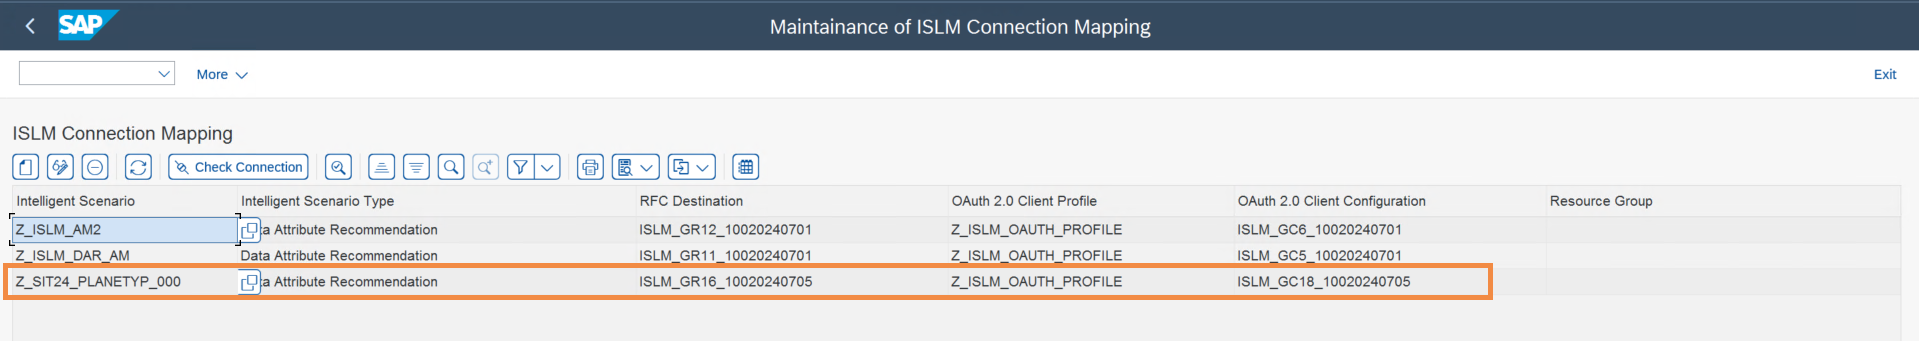 SAP Maintainance of ISLM Connection Mapping
More Exit
ISLM Connection Mapping
Check Connection
Intelligent Scenario Intelligent Scenario Type RFC Destination OAuth 2.0 Client Profile OAuth 2.0 Client Configuration Resource Group
Z_ISLM_AM2 ta Attribute Recommendation ISLM_GR12_10020240701 Z_ISLM_OAUTH_PROFILE ISLM_GC6_10020240701
Z_ISLM_DAR_AM Data Attribute Recommendation ISLM_GR11_10020240701 Z_ISLM_OAUTH_PROFILE ISLM_GC5_10020240701
Z_SIT24_PLANETYP_000 ta Attribute Recommendation ISLM_GR16_10020240705 Z_ISLM_OAUTH_PROFILE ISLM_GC18_10020240705